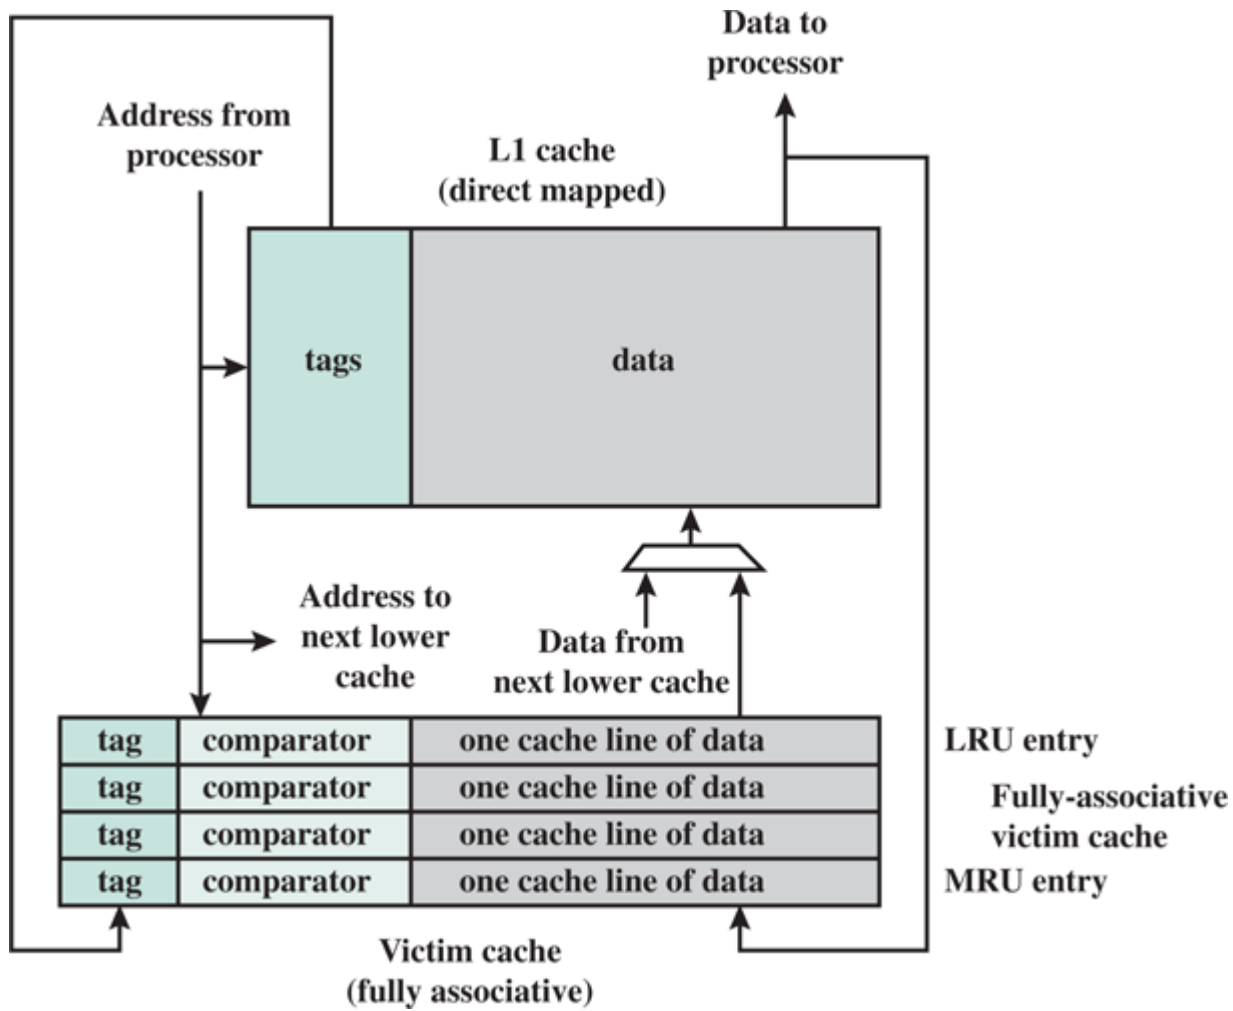 Data to
processor
Address from
processor
L1 cache
(direct mapped)
tags
data
Address to
next lower
cache
Data from
next lower cache
tag comparator one cache line of data LRU entry
tag comparator one cache line of data
Fully-associative
victim cache
tag comparator one cache line of data
tag comparator one cache line of data MRU entry
Victim cache
(fully associative)